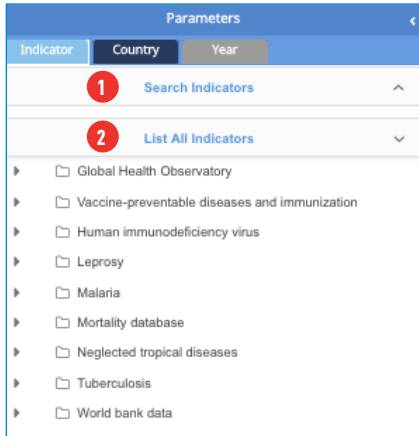 Parameters
Indicator Country Year
1 Search Indicators
2 List All Indicators
Global Health Observatory
Vaccine-preventable diseases and immunization
Human immunodeficiency virus
Leprosy
Malaria
Mortality database
Neglected tropical diseases
Tuberculosis
World bank data